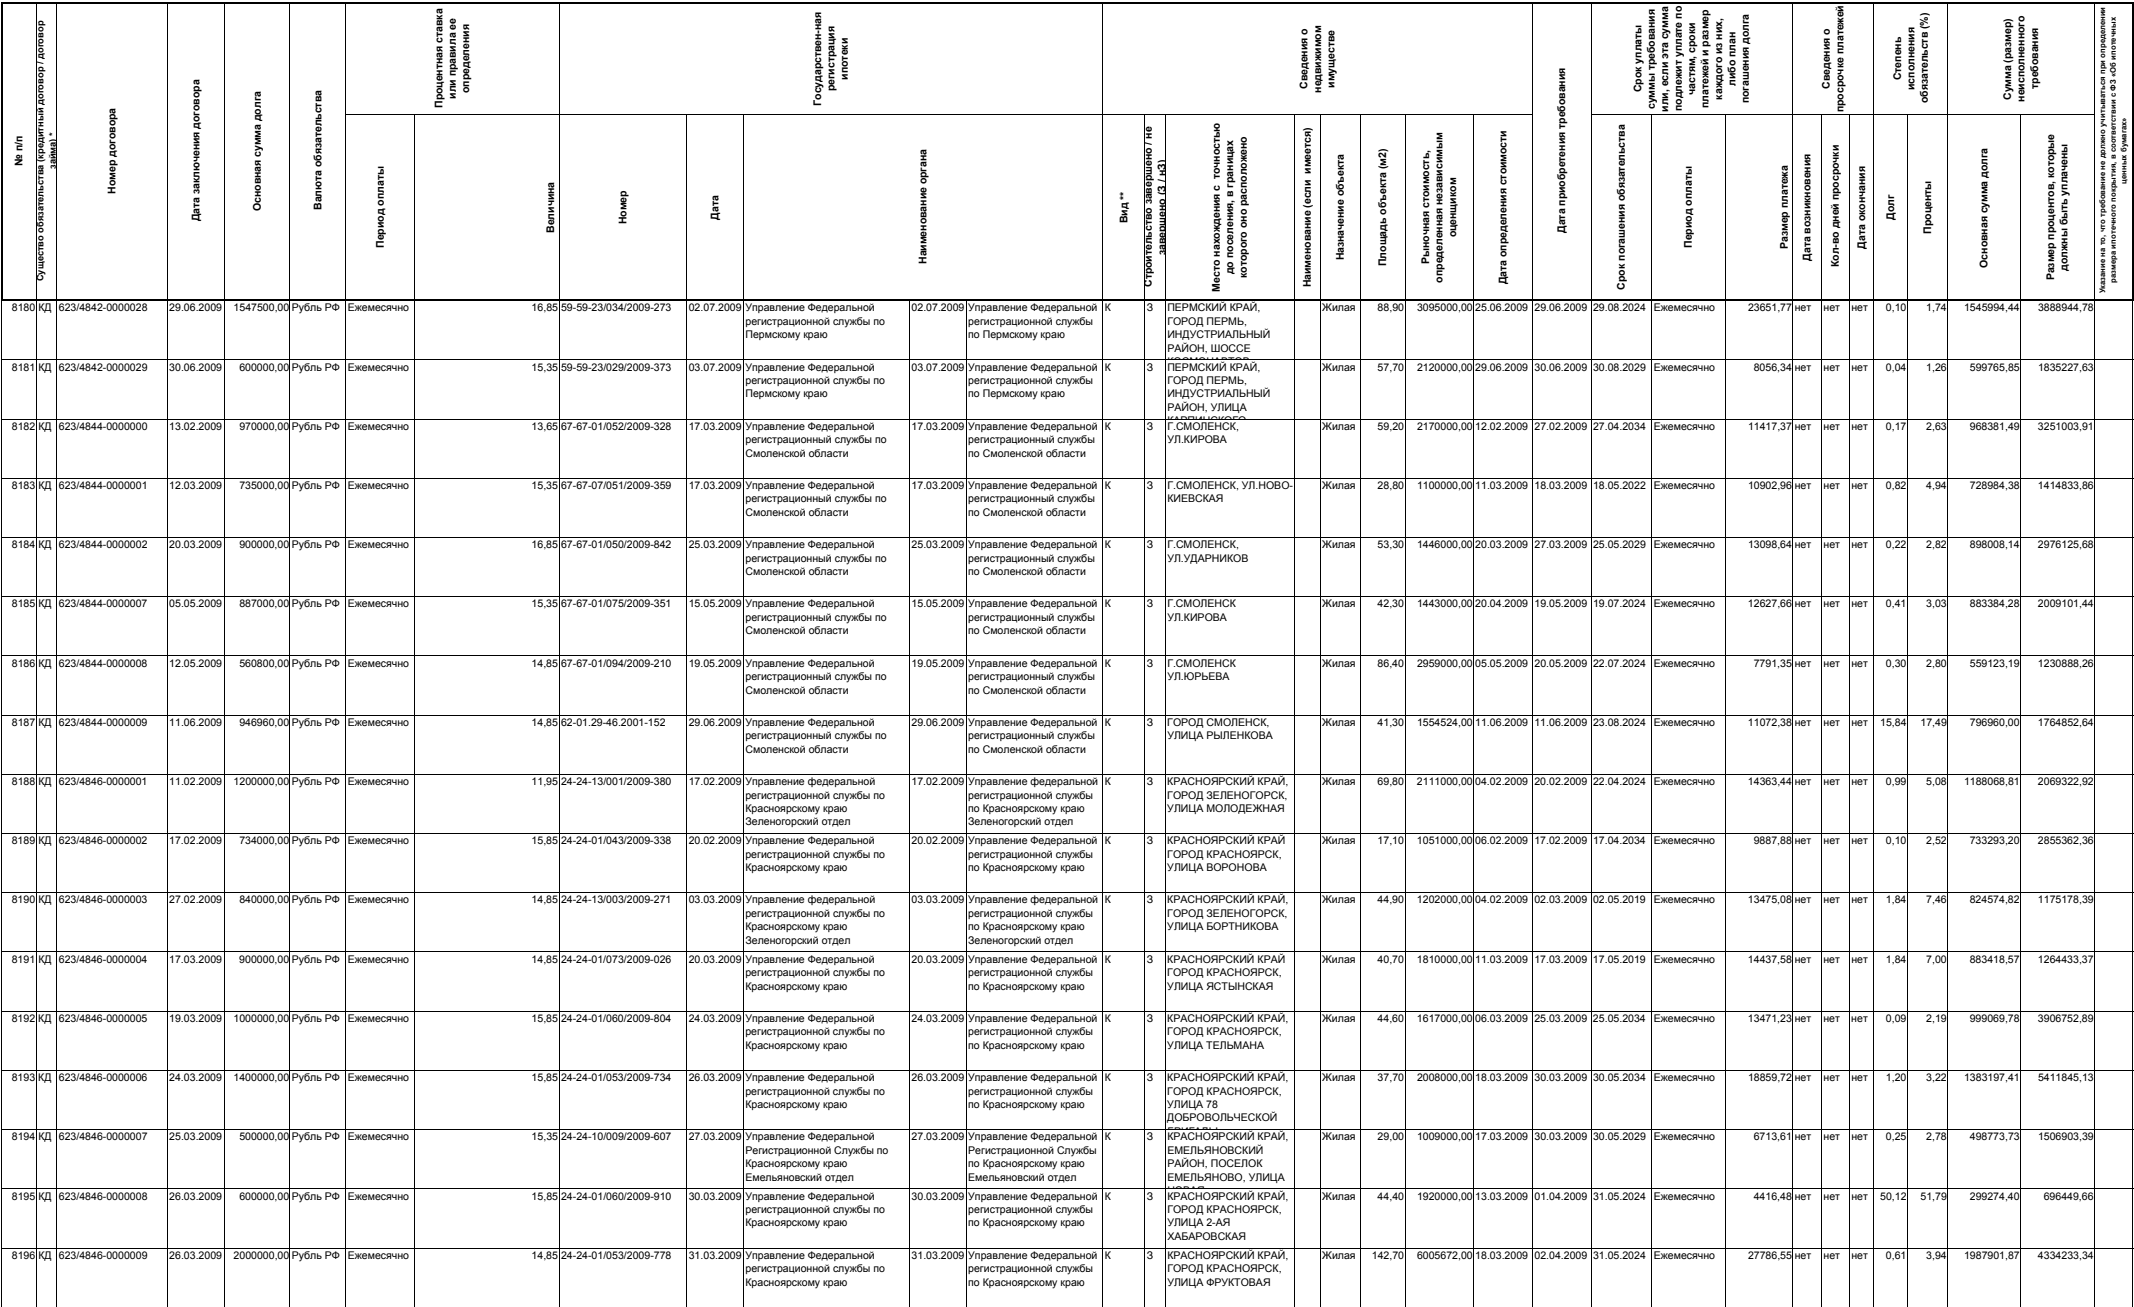 № п/п
Существо обязательства (кредитный договор / договор займа) *
Номер договора
Дата заключения договора
Основная сумма долга
Валюта обязательства
Процентная ставка или правила ее определения
Период оплаты
Величина
Государствен-ная регистрация ипотеки
Номер
Дата
Наименование органа
Сведения о недвижимом имуществе
Вид **
Строительство завершено / не завершено (З / нЗ)
Место нахождения с точностью до поселения, в границах которого оно расположено
Наименование (если имеется)
Назначение объекта
Площадь объекта (м2)
Рыночная стоимость, определенная независимым оценщиком
Дата определения стоимости
Дата приобретения требования
Срок уплаты суммы требования или, если эта сумма подлежит уплате по частям, сроки платежей и размер каждого из них, либо план погашения долга
Срок погашения обязательства
Период оплаты
Размер платежа
Сведения о просрочке платежей
Дата возникновения
Кол-во дней просрочки
Дата окончания
Степень исполнения обязательств (%)
Долг
Проценты
Сумма (размер) неисполненного требования
Основная сумма долга
Размер процентов, которые должны быть уплачены
Указание на то, что требование не должно учитываться при определении размера ипотечного покрытия, в соответствии с ФЗ «Об ипотечных ценных бумагах»
8180 КД 623/4842-0000028 29.06.2009 1547500,00 Рубль РФ Ежемесячно 16,85 59-59-23/034/2009-273 02.07.2009 Управление Федеральной регистрационной службы по Пермскому краю 02.07.2009 Управление Федеральной регистрационной службы по Пермскому краю К З ПЕРМСКИЙ КРАЙ, ГОРОД ПЕРМЬ, ИНДУСТРИАЛЬНЫЙ РАЙОН, ШОССЕ Жилая 88,90 3095000,00 25.06.2009 29.06.2009 29.08.2024 Ежемесячно 23651,77 нет нет нет 0,10 1,74 1545994,44 3888944,78
8181 КД 623/4842-0000029 30.06.2009 600000,00 Рубль РФ Ежемесячно 15,35 59-59-23/029/2009-373 03.07.2009 Управление Федеральной регистрационной службы по Пермскому краю 03.07.2009 Управление Федеральной регистрационной службы по Пермскому краю К З ПЕРМСКИЙ КРАЙ, ГОРОД ПЕРМЬ, ИНДУСТРИАЛЬНЫЙ РАЙОН, УЛИЦА Жилая 57,70 2120000,00 29.06.2009 30.06.2009 30.08.2029 Ежемесячно 8056,34 нет нет нет 0,04 1,26 599765,85 1835227,63
8182 КД 623/4844-0000000 13.02.2009 970000,00 Рубль РФ Ежемесячно 13,65 67-67-01/052/2009-328 17.03.2009 Управление Федеральной регистрационный службы по Смоленской области 17.03.2009 Управление Федеральной регистрационный службы по Смоленской области К З Г.СМОЛЕНСК, УЛ.КИРОВА Жилая 59,20 2170000,00 12.02.2009 27.02.2009 27.04.2034 Ежемесячно 11417,37 нет нет нет 0,17 2,63 968381,49 3251003,91
8183 КД 623/4844-0000001 12.03.2009 735000,00 Рубль РФ Ежемесячно 15,35 67-67-07/051/2009-359 17.03.2009 Управление Федеральной регистрационный службы по Смоленской области 17.03.2009 Управление Федеральной регистрационный службы по Смоленской области К З Г.СМОЛЕНСК, УЛ.НОВО-КИЕВСКАЯ Жилая 28,80 1100000,00 11.03.2009 18.03.2009 18.05.2022 Ежемесячно 10902,96 нет нет нет 0,82 4,94 728984,38 1414833,86
8184 КД 623/4844-0000002 20.03.2009 900000,00 Рубль РФ Ежемесячно 16,85 67-67-01/050/2009-842 25.03.2009 Управление Федеральной регистрационный службы по Смоленской области 25.03.2009 Управление Федеральной регистрационный службы по Смоленской области К З Г.СМОЛЕНСК, УЛ.УДАРНИКОВ Жилая 53,30 1446000,00 20.03.2009 27.03.2009 25.05.2029 Ежемесячно 13098,64 нет нет нет 0,22 2,82 898008,14 2976125,68
8185 КД 623/4844-0000007 05.05.2009 887000,00 Рубль РФ Ежемесячно 15,35 67-67-01/075/2009-351 15.05.2009 Управление Федеральной регистрационный службы по Смоленской области 15.05.2009 Управление Федеральной регистрационный службы по Смоленской области К З Г.СМОЛЕНСК УЛ.КИРОВА Жилая 42,30 1443000,00 20.04.2009 19.05.2009 19.07.2024 Ежемесячно 12627,66 нет нет нет 0,41 3,03 883384,28 2009101,44
8186 КД 623/4844-0000008 12.05.2009 560800,00 Рубль РФ Ежемесячно 14,85 67-67-01/094/2009-210 19.05.2009 Управление Федеральной регистрационный службы по Смоленской области 19.05.2009 Управление Федеральной регистрационный службы по Смоленской области К З Г.СМОЛЕНСК УЛ.ЮРЬЕВА Жилая 86,40 2959000,00 05.05.2009 20.05.2009 22.07.2024 Ежемесячно 7791,35 нет нет нет 0,30 2,80 559123,19 1230888,26
8187 КД 623/4844-0000009 11.06.2009 946960,00 Рубль РФ Ежемесячно 14,85 62-01.29-46.2001-152 29.06.2009 Управление Федеральной регистрационный службы по Смоленской области 29.06.2009 Управление Федеральной регистрационный службы по Смоленской области К З ГОРОД СМОЛЕНСК, УЛИЦА РЫЛЕНКОВА Жилая 41,30 1554524,00 11.06.2009 11.06.2009 23.08.2024 Ежемесячно 11072,38 нет нет нет 15,84 17,49 796960,00 1764852,64
8188 КД 623/4846-0000001 11.02.2009 1200000,00 Рубль РФ Ежемесячно 11,95 24-24-13/001/2009-380 17.02.2009 Управление федеральной регистрационной службы по Красноярскому краю Зеленогорский отдел 17.02.2009 Управление федеральной регистрационной службы по Красноярскому краю Зеленогорский отдел К З КРАСНОЯРСКИЙ КРАЙ, ГОРОД ЗЕЛЕНОГОРСК, УЛИЦА МОЛОДЕЖНАЯ Жилая 69,80 2111000,00 04.02.2009 20.02.2009 22.04.2024 Ежемесячно 14363,44 нет нет нет 0,99 5,08 1188068,81 2069322,92
8189 КД 623/4846-0000002 17.02.2009 734000,00 Рубль РФ Ежемесячно 15,85 24-24-01/043/2009-338 20.02.2009 Управление Федеральной регистрационной службы по Красноярскому краю 20.02.2009 Управление Федеральной регистрационной службы по Красноярскому краю К З КРАСНОЯРСКИЙ КРАЙ ГОРОД КРАСНОЯРСК, УЛИЦА ВОРОНОВА Жилая 17,10 1051000,00 06.02.2009 17.02.2009 17.04.2034 Ежемесячно 9887,88 нет нет нет 0,10 2,52 733293,20 2855362,36
8190 КД 623/4846-0000003 27.02.2009 840000,00 Рубль РФ Ежемесячно 14,85 24-24-13/003/2009-271 03.03.2009 Управление федеральной регистрационной службы по Красноярскому краю Зеленогорский отдел 03.03.2009 Управление федеральной регистрационной службы по Красноярскому краю Зеленогорский отдел К З КРАСНОЯРСКИЙ КРАЙ, ГОРОД ЗЕЛЕНОГОРСК, УЛИЦА БОРТНИКОВА Жилая 44,90 1202000,00 04.02.2009 02.03.2009 02.05.2019 Ежемесячно 13475,08 нет нет нет 1,84 7,46 824574,82 1175178,39
8191 КД 623/4846-0000004 17.03.2009 900000,00 Рубль РФ Ежемесячно 14,85 24-24-01/073/2009-026 20.03.2009 Управление Федеральной регистрационной службы по Красноярскому краю 20.03.2009 Управление Федеральной регистрационной службы по Красноярскому краю К З КРАСНОЯРСКИЙ КРАЙ ГОРОД КРАСНОЯРСК, УЛИЦА ЯСТЫНСКАЯ Жилая 40,70 1810000,00 11.03.2009 17.03.2009 17.05.2019 Ежемесячно 14437,58 нет нет нет 1,84 7,00 883418,57 1264433,37
8192 КД 623/4846-0000005 19.03.2009 1000000,00 Рубль РФ Ежемесячно 15,85 24-24-01/060/2009-804 24.03.2009 Управление Федеральной регистрационной службы по Красноярскому краю 24.03.2009 Управление Федеральной регистрационной службы по Красноярскому краю К З КРАСНОЯРСКИЙ КРАЙ, ГОРОД КРАСНОЯРСК, УЛИЦА ТЕЛЬМАНА Жилая 44,60 1617000,00 06.03.2009 25.03.2009 25.05.2034 Ежемесячно 13471,23 нет нет нет 0,09 2,19 999069,78 3906752,89
8193 КД 623/4846-0000006 24.03.2009 1400000,00 Рубль РФ Ежемесячно 15,85 24-24-01/053/2009-734 26.03.2009 Управление Федеральной регистрационной службы по Красноярскому краю 26.03.2009 Управление Федеральной регистрационной службы по Красноярскому краю К З КРАСНОЯРСКИЙ КРАЙ, ГОРОД КРАСНОЯРСК, УЛИЦА 78 ДОБРОВОЛЬЧЕСКОЙ Жилая 37,70 2008000,00 18.03.2009 30.03.2009 30.05.2034 Ежемесячно 18859,72 нет нет нет 1,20 3,22 1383197,41 5411845,13
8194 КД 623/4846-0000007 25.03.2009 500000,00 Рубль РФ Ежемесячно 15,35 24-24-10/009/2009-607 27.03.2009 Управление Федеральной Регистрационной Службы по Красноярскому краю Емельяновский отдел 27.03.2009 Управление Федеральной Регистрационной Службы по Красноярскому краю Емельяновский отдел К З КРАСНОЯРСКИЙ КРАЙ, ЕМЕЛЬЯНОВСКИЙ РАЙОН, ПОСЕЛОК ЕМЕЛЬЯНОВО, УЛИЦА Жилая 29,00 1009000,00 17.03.2009 30.03.2009 30.05.2029 Ежемесячно 6713,61 нет нет нет 0,25 2,78 498773,73 1506903,39
8195 КД 623/4846-0000008 26.03.2009 600000,00 Рубль РФ Ежемесячно 15,85 24-24-01/060/2009-910 30.03.2009 Управление Федеральной регистрационной службы по Красноярскому краю 30.03.2009 Управление Федеральной регистрационной службы по Красноярскому краю К З КРАСНОЯРСКИЙ КРАЙ, ГОРОД КРАСНОЯРСК, УЛИЦА 2-АЯ ХАБАРОВСКАЯ Жилая 44,40 1920000,00 13.03.2009 01.04.2009 31.05.2024 Ежемесячно 4416,48 нет нет нет 50,12 51,79 299274,40 696449,66
8196 КД 623/4846-0000009 26.03.2009 2000000,00 Рубль РФ Ежемесячно 14,85 24-24-01/053/2009-778 31.03.2009 Управление Федеральной регистрационной службы по Красноярскому краю 31.03.2009 Управление Федеральной регистрационной службы по Красноярскому краю К З КРАСНОЯРСКИЙ КРАЙ, ГОРОД КРАСНОЯРСК, УЛИЦА ФРУКТОВАЯ Жилая 142,70 6005672,00 18.03.2009 02.04.2009 31.05.2024 Ежемесячно 27786,55 нет нет нет 0,61 3,94 1987901,87 4334233,34